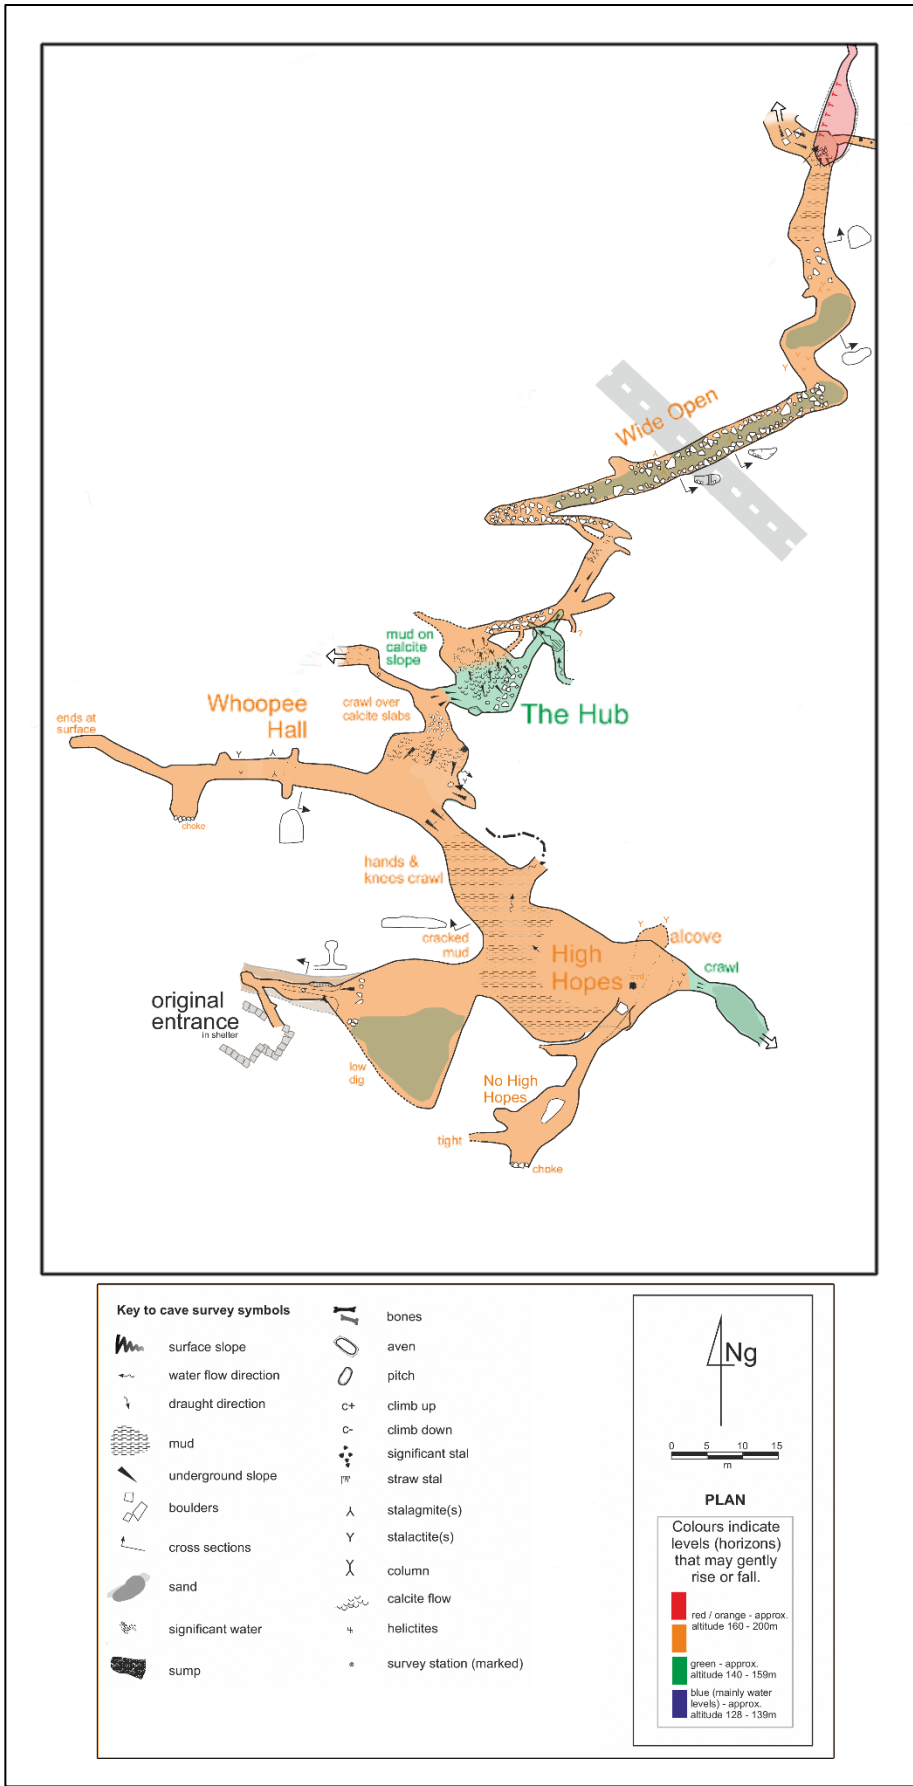 Wide Open
mud on
calcite
slope
?
The Hub
crawl over
calcite slabs
Whoopee
Hall
ends at
surface
choke
hands &
knees crawl
cracked
mud
High
Hopes
alcove
crawl
original
entrance
in shelter
low
dig
No High
Hopes
tight
choke
Key to cave survey symbols
surface slope
water flow direction
draught direction
mud
underground slope
boulders
cross sections
sand
significant water
sump
bones
aven
pitch
c+ climb up
c- climb down
significant stal
straw stal
stalagmite(s)
stalactite(s)
column
calcite flow
helictites
survey station (marked)
Ng
0 5 10 15
m
PLAN
Colours indicate
levels (horizons)
that may gently
rise or fall.
red / orange - approx.
altitude 160 - 200m
green - approx.
altitude 140 - 159m
blue (mainly water
levels) - approx.
altitude 128 - 139m